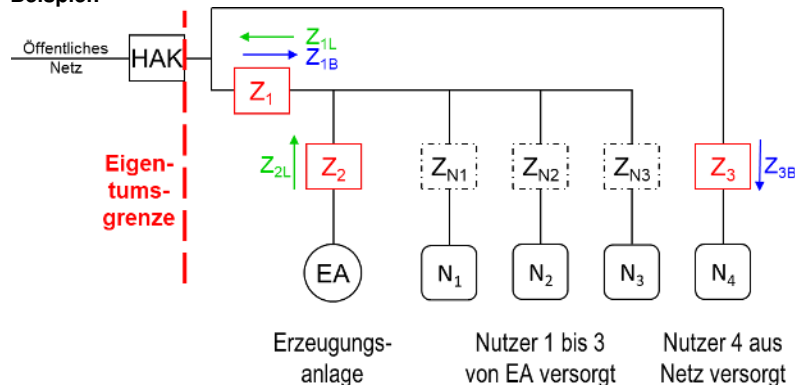 Öffentliches
Netz
HAK
Z1L
Z1B
Z1
Eigen-
tums-
grenze
Z2L
Z2
ZN1
ZN2
ZN3
Z3
Z3B
EA
N1
N2
N3
N4
Erzeugungs-
anlage
Nutzer 1 bis 3
von EA versorgt
Nutzer 4 aus
Netz versorgt